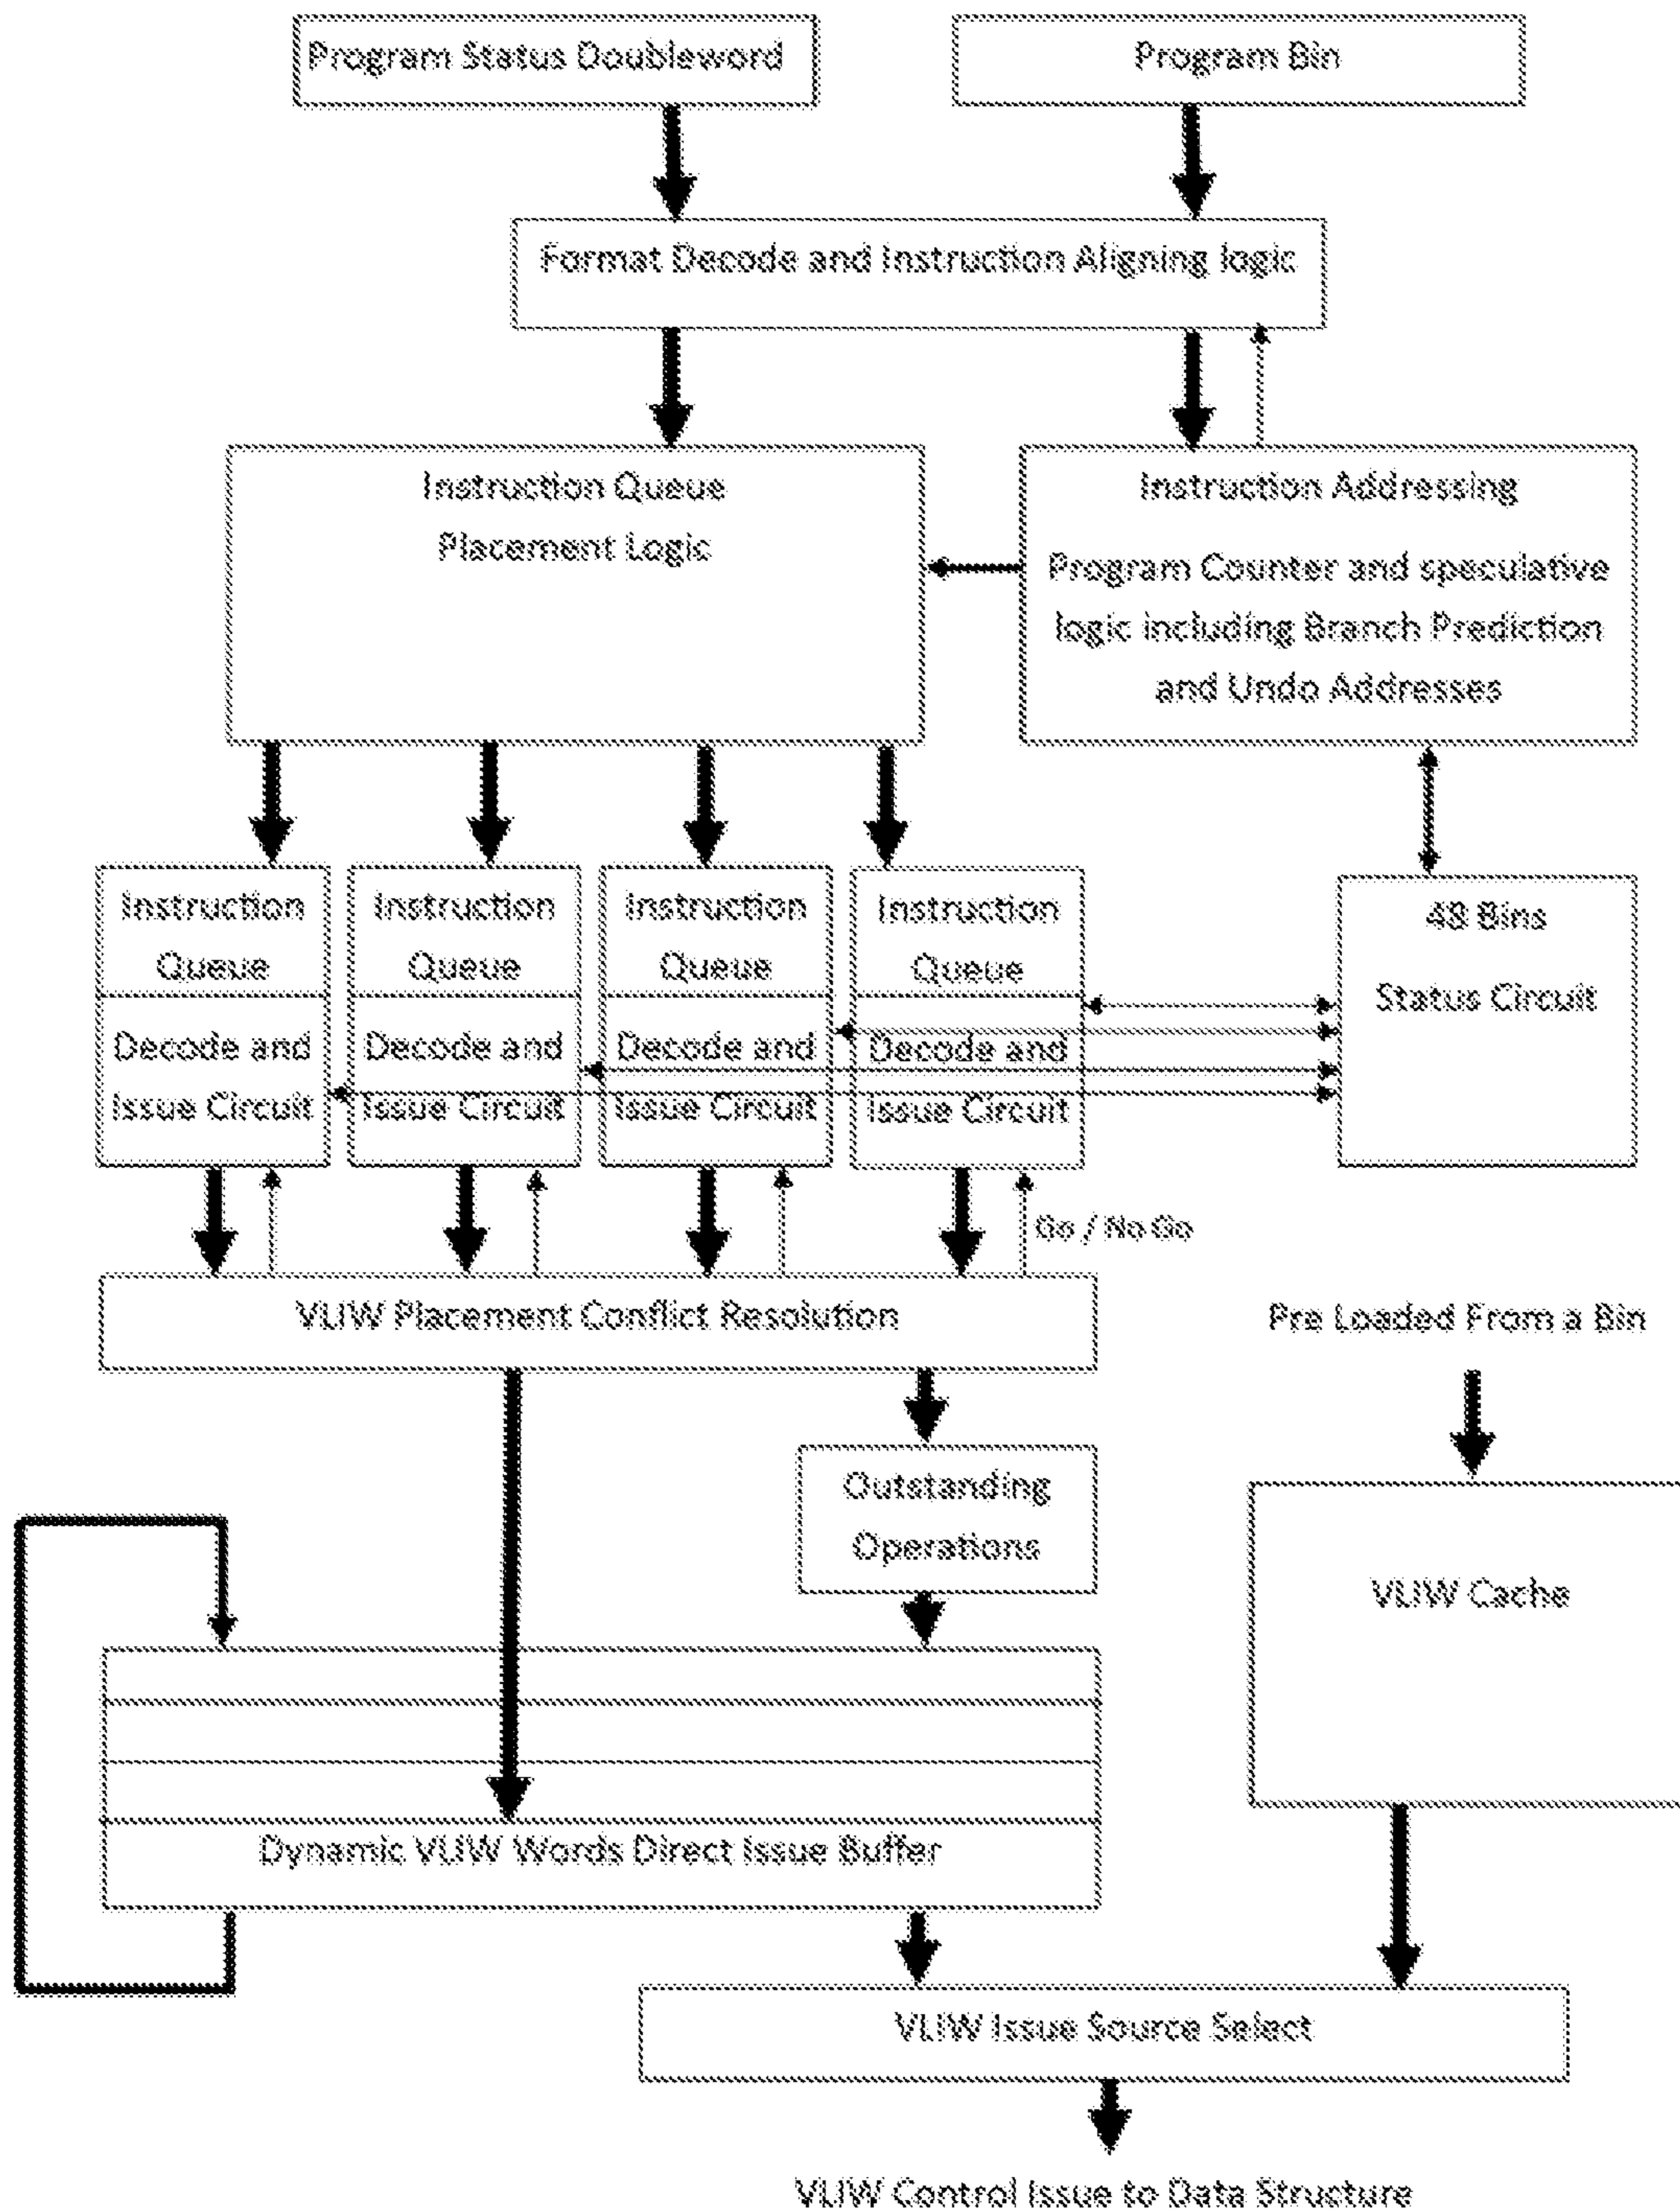 Program Status Doubleword
Program Bin
Format Decode and Instruction Aligning logic
Instruction Queue
Placement Logic
Instruction Addressing
Program Counter and speculative
logic including Branch Prediction
and Undo Addresses
Instruction
Queue
Decode and
Issue Circuit
Instruction
Queue
Decode and
Issue Circuit
Instruction
Queue
Decode and
Issue Circuit
Instruction
Queue
Decode and
Issue Circuit
48 Bins
Status Circuit
Go / No Go
VLIW Placement Conflict Resolution
Pre Loaded From a Bin
Outstanding
Operations
VLIW Cache
Dynamic VLIW Words Direct Issue Buffer
VLIW Issue Source Select
VLIW Control Issue to Data Structure